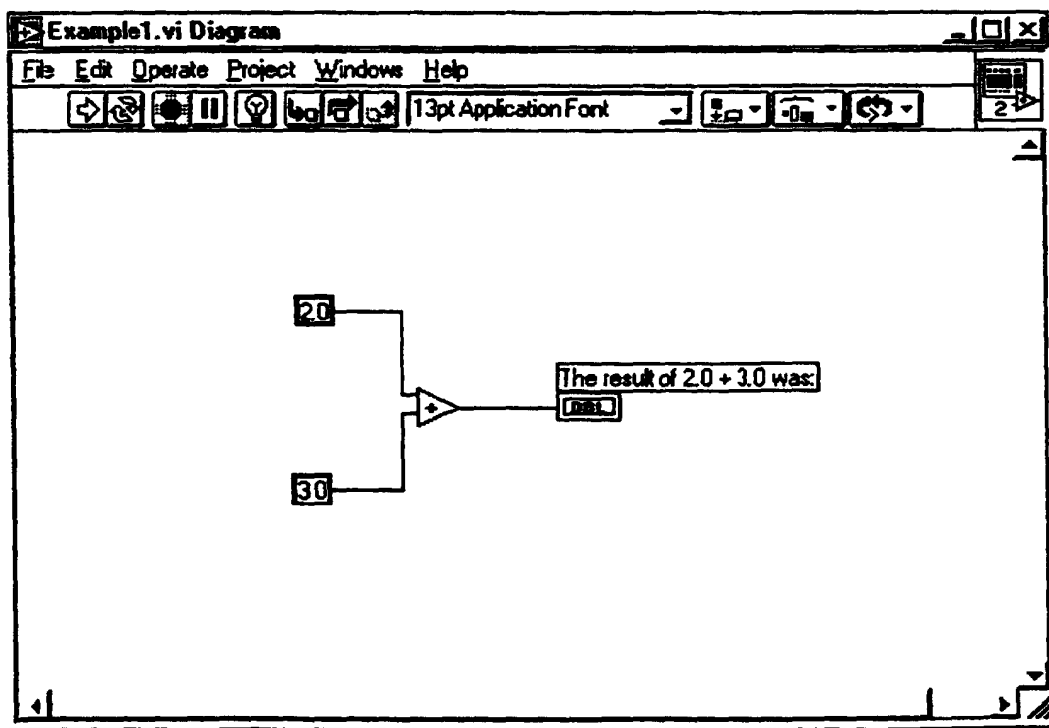 Example1.vi Diagram
File Edit Operate Project Windows Help
13pt Application Font
2
2.0
The result of 2.0 + 3.0 was:
DBL
3.0